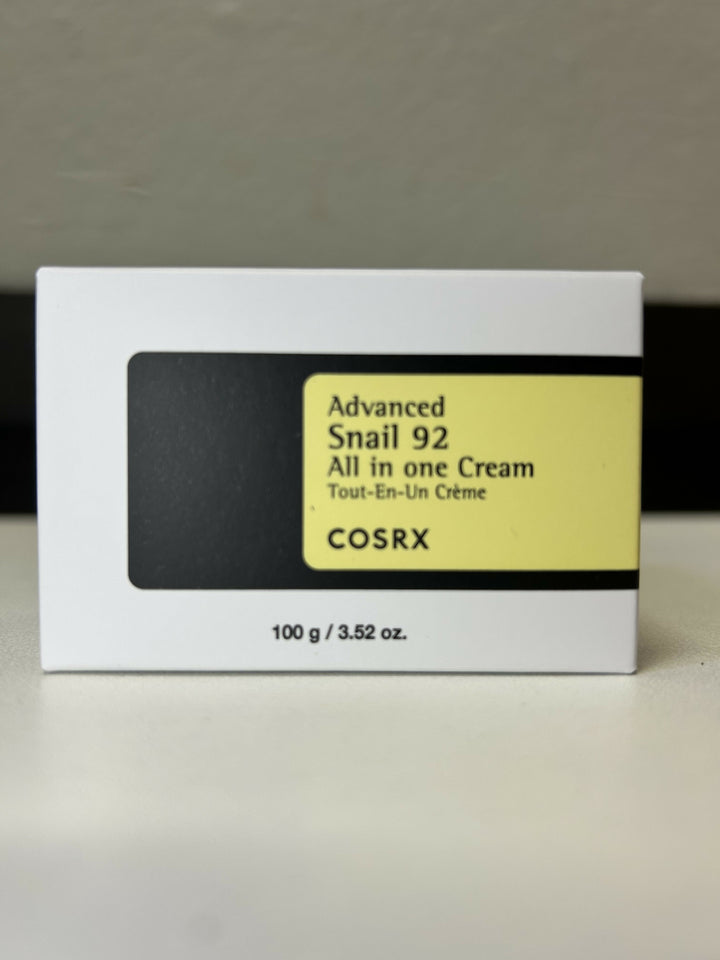 Advanced
Snail 92
All in one Cream
Tout-En-Un Crème
COSRX
100 g / 3.52 oz.